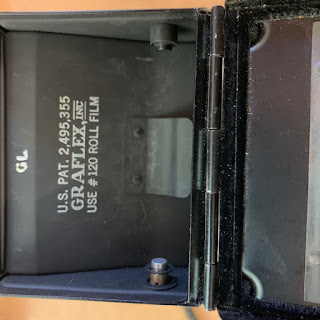 U.S. PAT. 2,495,355
GRAFLEX, INC
USE # 120 ROLL FILM
GL